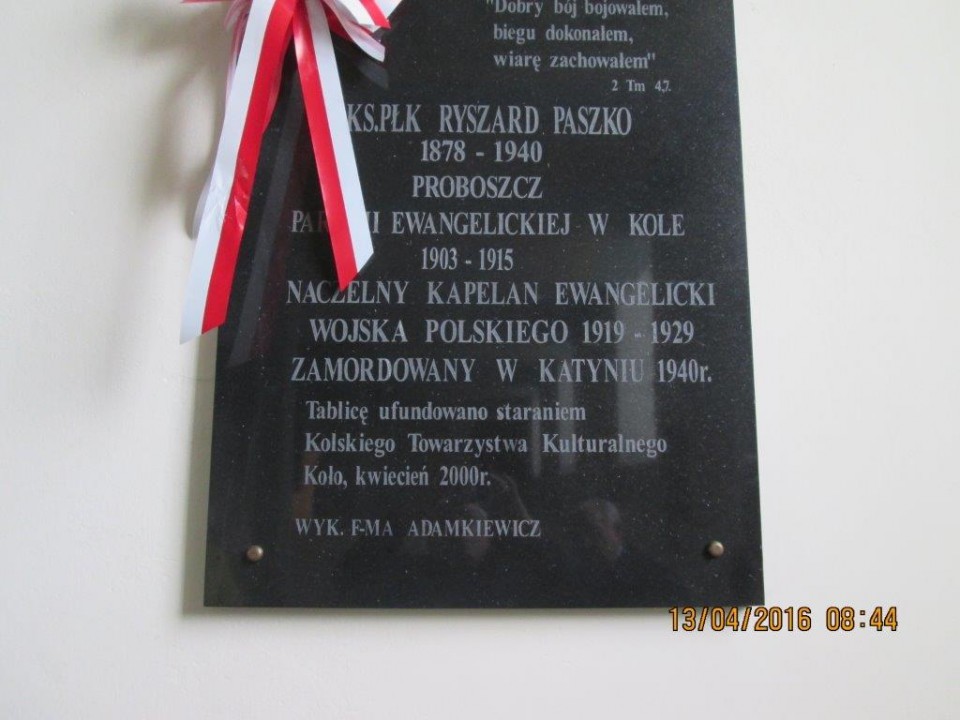 "Dobry bój bojowałem,
biegu dokonałem,
wiarę zachowałem"
2 Tm 4,7.
KS.PŁK RYSZARD PASZKO
1878 - 1940
PROBOSZCZ
EWANGELICKIEJ W KOLE
1903 - 1915
NACZELNY KAPELAN EWANGELICKI
WOJSKA POLSKIEGO 1919 - 1929
ZAMORDOWANY W KATYNIU 1940r.
Tablicę ufundowano staraniem
Kolskiego Towarzystwa Kulturalnego
Koło, kwiecień 2000r.
WYK. F-MA ADAMKIEWICZ
13/04/2016 08:44